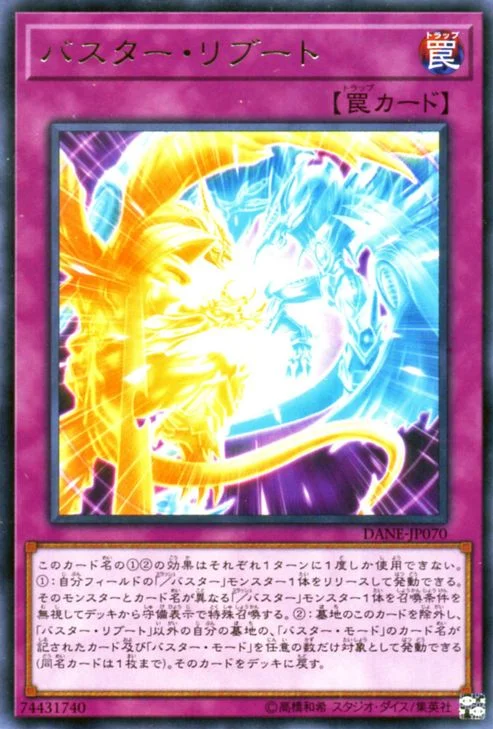 バスター・リブート
罠
トラップ
【罠カード】
トラップ
DANE-JP070
このカード名の①②の効果はそれぞれ1ターンに1度しか使用できない。
①:自分フィールドの「/バスター」モンスター1体をリリースして発動できる。
そのモンスターとカード名が異なる「/バスター」モンスター1体を召喚条件を
無視してデッキから守備表示で特殊召喚する。②:墓地のこのカードを除外し、
「バスター・リブート」以外の自分の墓地の、「バスター・モード」のカード名が
記されたカード及び「バスター・モード」を任意の数だけ対象として発動できる
(同名カードは1枚まで)。そのカードをデッキに戻す。
74431740
©高橋和希 スタジオ・ダイス/集英社